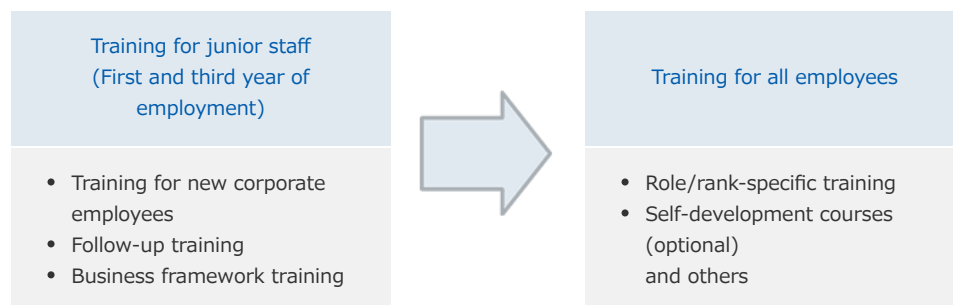 Training for junior staff
(First and third year of
employment)
• Training for new corporate
employees
• Follow-up training
• Business framework training
Training for all employees
• Role/rank-specific training
• Self-development courses
(optional)
and others